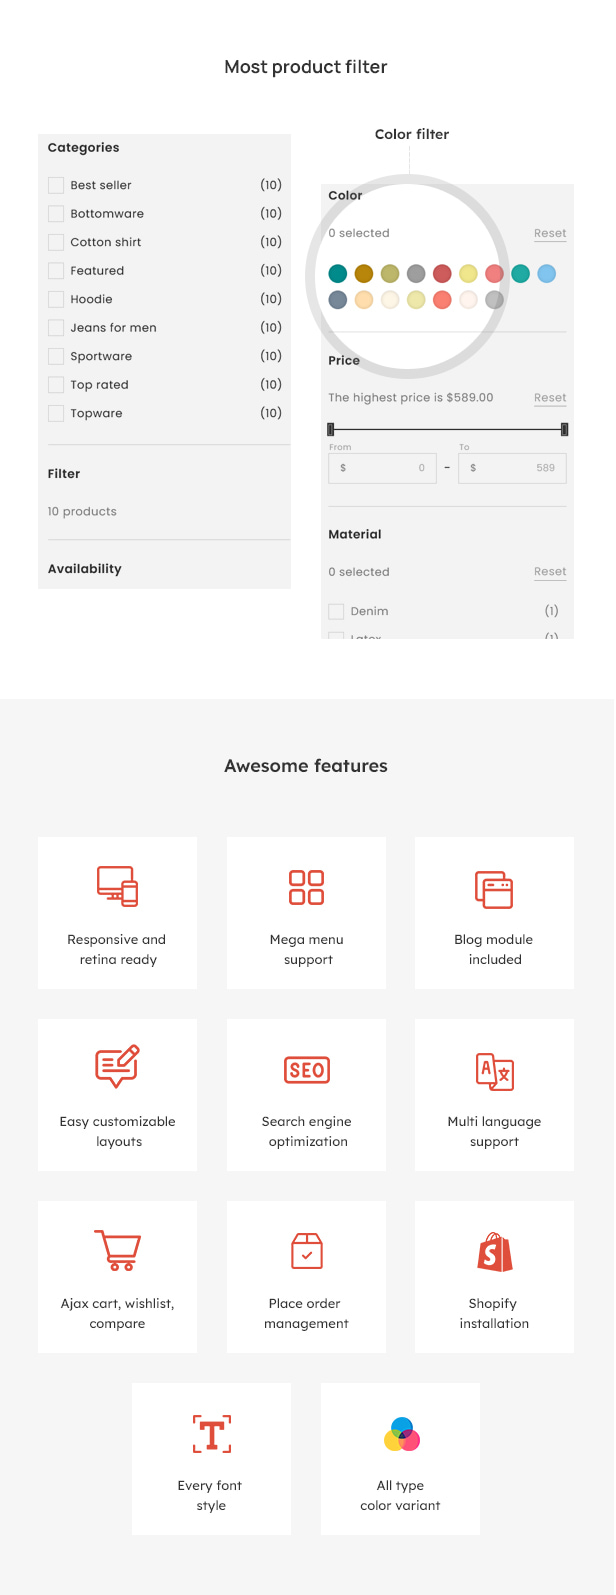 Most product filter
Categories
Best seller (10)
Bottomware (10)
Cotton shirt (10)
Featured (10)
Hoodie (10)
Jeans for men (10)
Sportware (10)
Top rated (10)
Topware (10)
Filter
10 products
Availability
Color filter
Color
0 selected Reset
Price
The highest price is $589.00 Reset
From To
$ 0 - $ 589
Material
0 selected Reset
Denim (1)
Latex (1)
Awesome features
Responsive and
retina ready
Mega menu
support
Blog module
included
Easy customizable
layouts
SEO
Search engine
optimization
A文
Multi language
support
Ajax cart, wishlist,
compare
Place order
management
S
Shopify
installation
T
Every font
style
All type
color variant